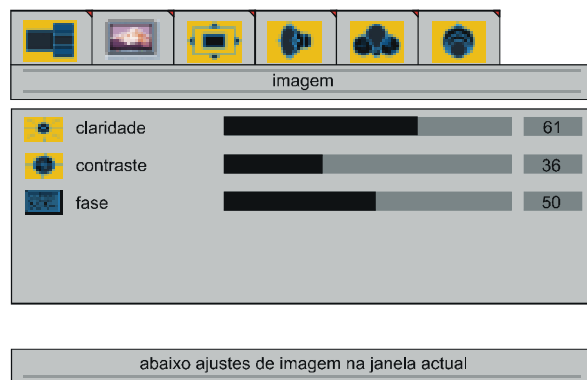 imagem
claridade 61
contraste 36
fase 50
abaixo ajustes de imagem na janela actual